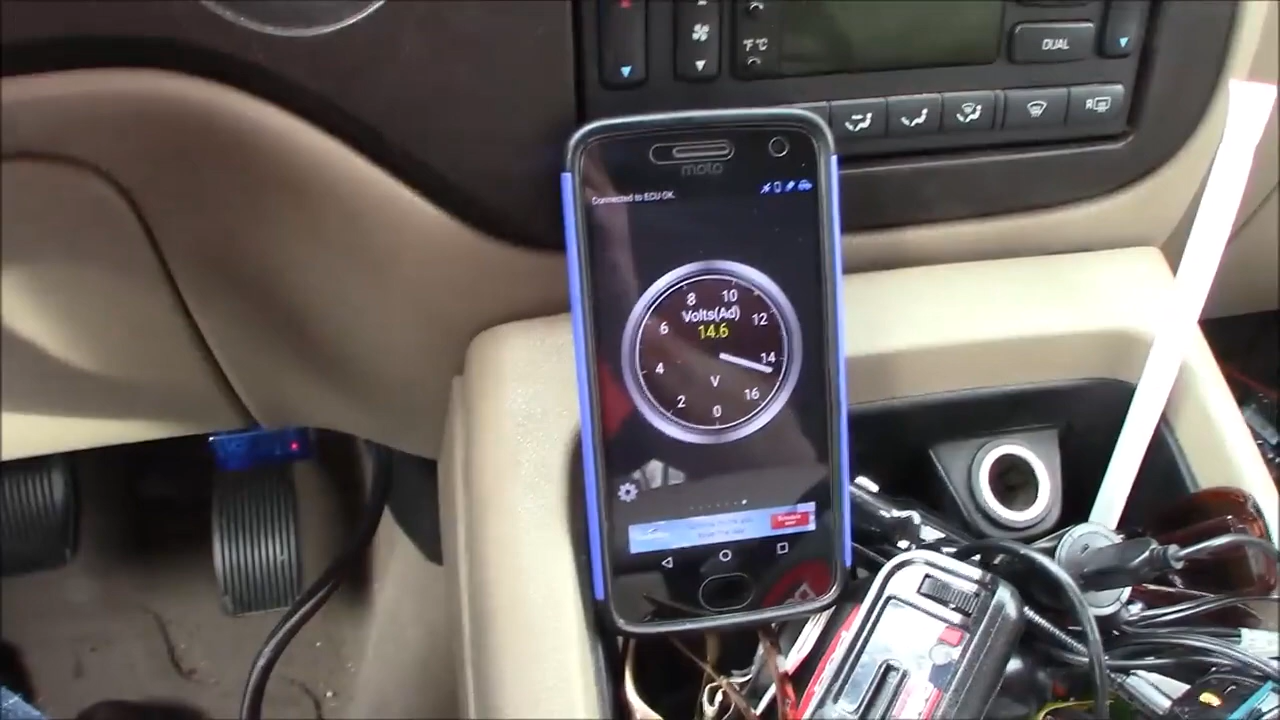 °F °C
DUAL
R
moto
Connected to ECU OK.
8 10
Volts(Ad)
14.6
6 12
4 14
V
2 16
0